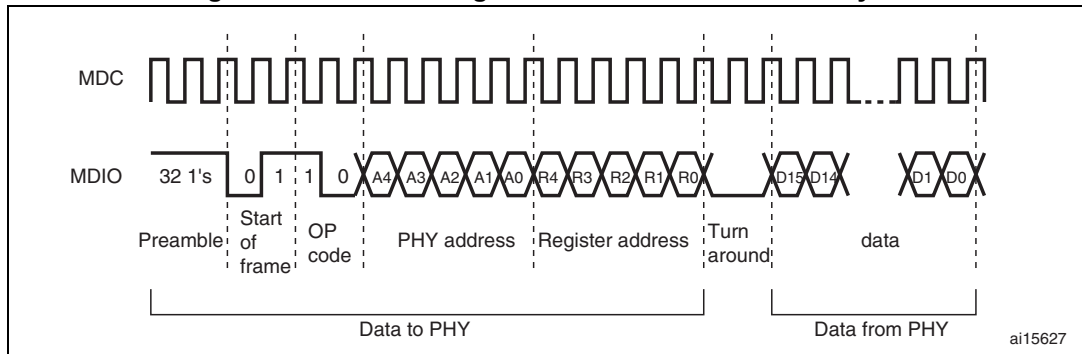 MDC
MDIO 32 1's 0 1 1 0 A4 A3 A2 A1 A0 R4 R3 R2 R1 R0 D15 D14 D1 D0
Preamble
Start
of
frame
OP
code
PHY address
Register address
Turn
around
data
Data to PHY
Data from PHY
ai15627